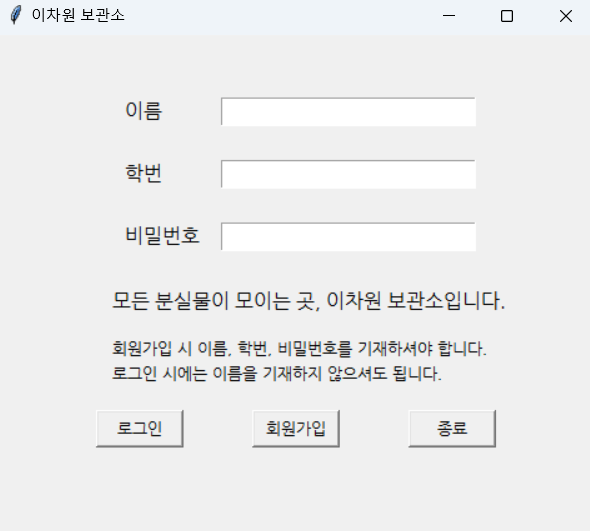 이차원 보관소
이름
학번
비밀번호
모든 분실물이 모이는 곳, 이차원 보관소입니다.
회원가입 시 이름, 학번, 비밀번호를 기재하셔야 합니다.
로그인 시에는 이름을 기재하지 않으셔도 됩니다.
로그인 회원가입 종료